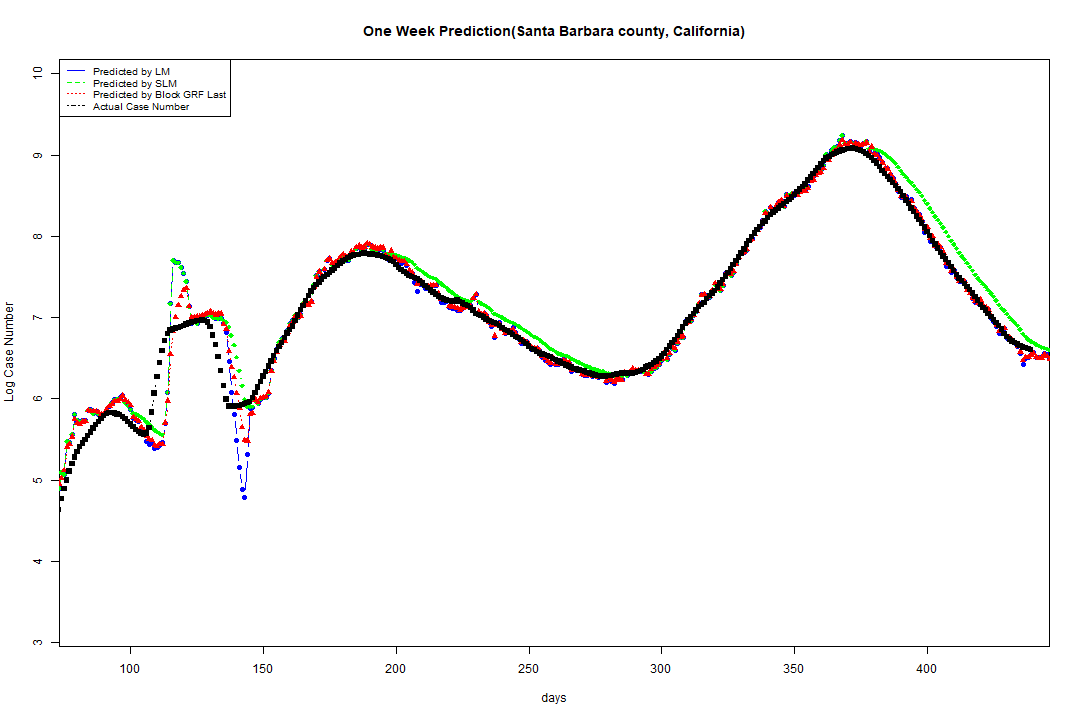 One Week Prediction(Santa Barbara county, California)
Predicted by LM
Predicted by SLM
Predicted by Block GRF Last
Actual Case Number
10
9
8
7
6
5
4
3
Log Case Number
100 150 200 250 300 350 400
days